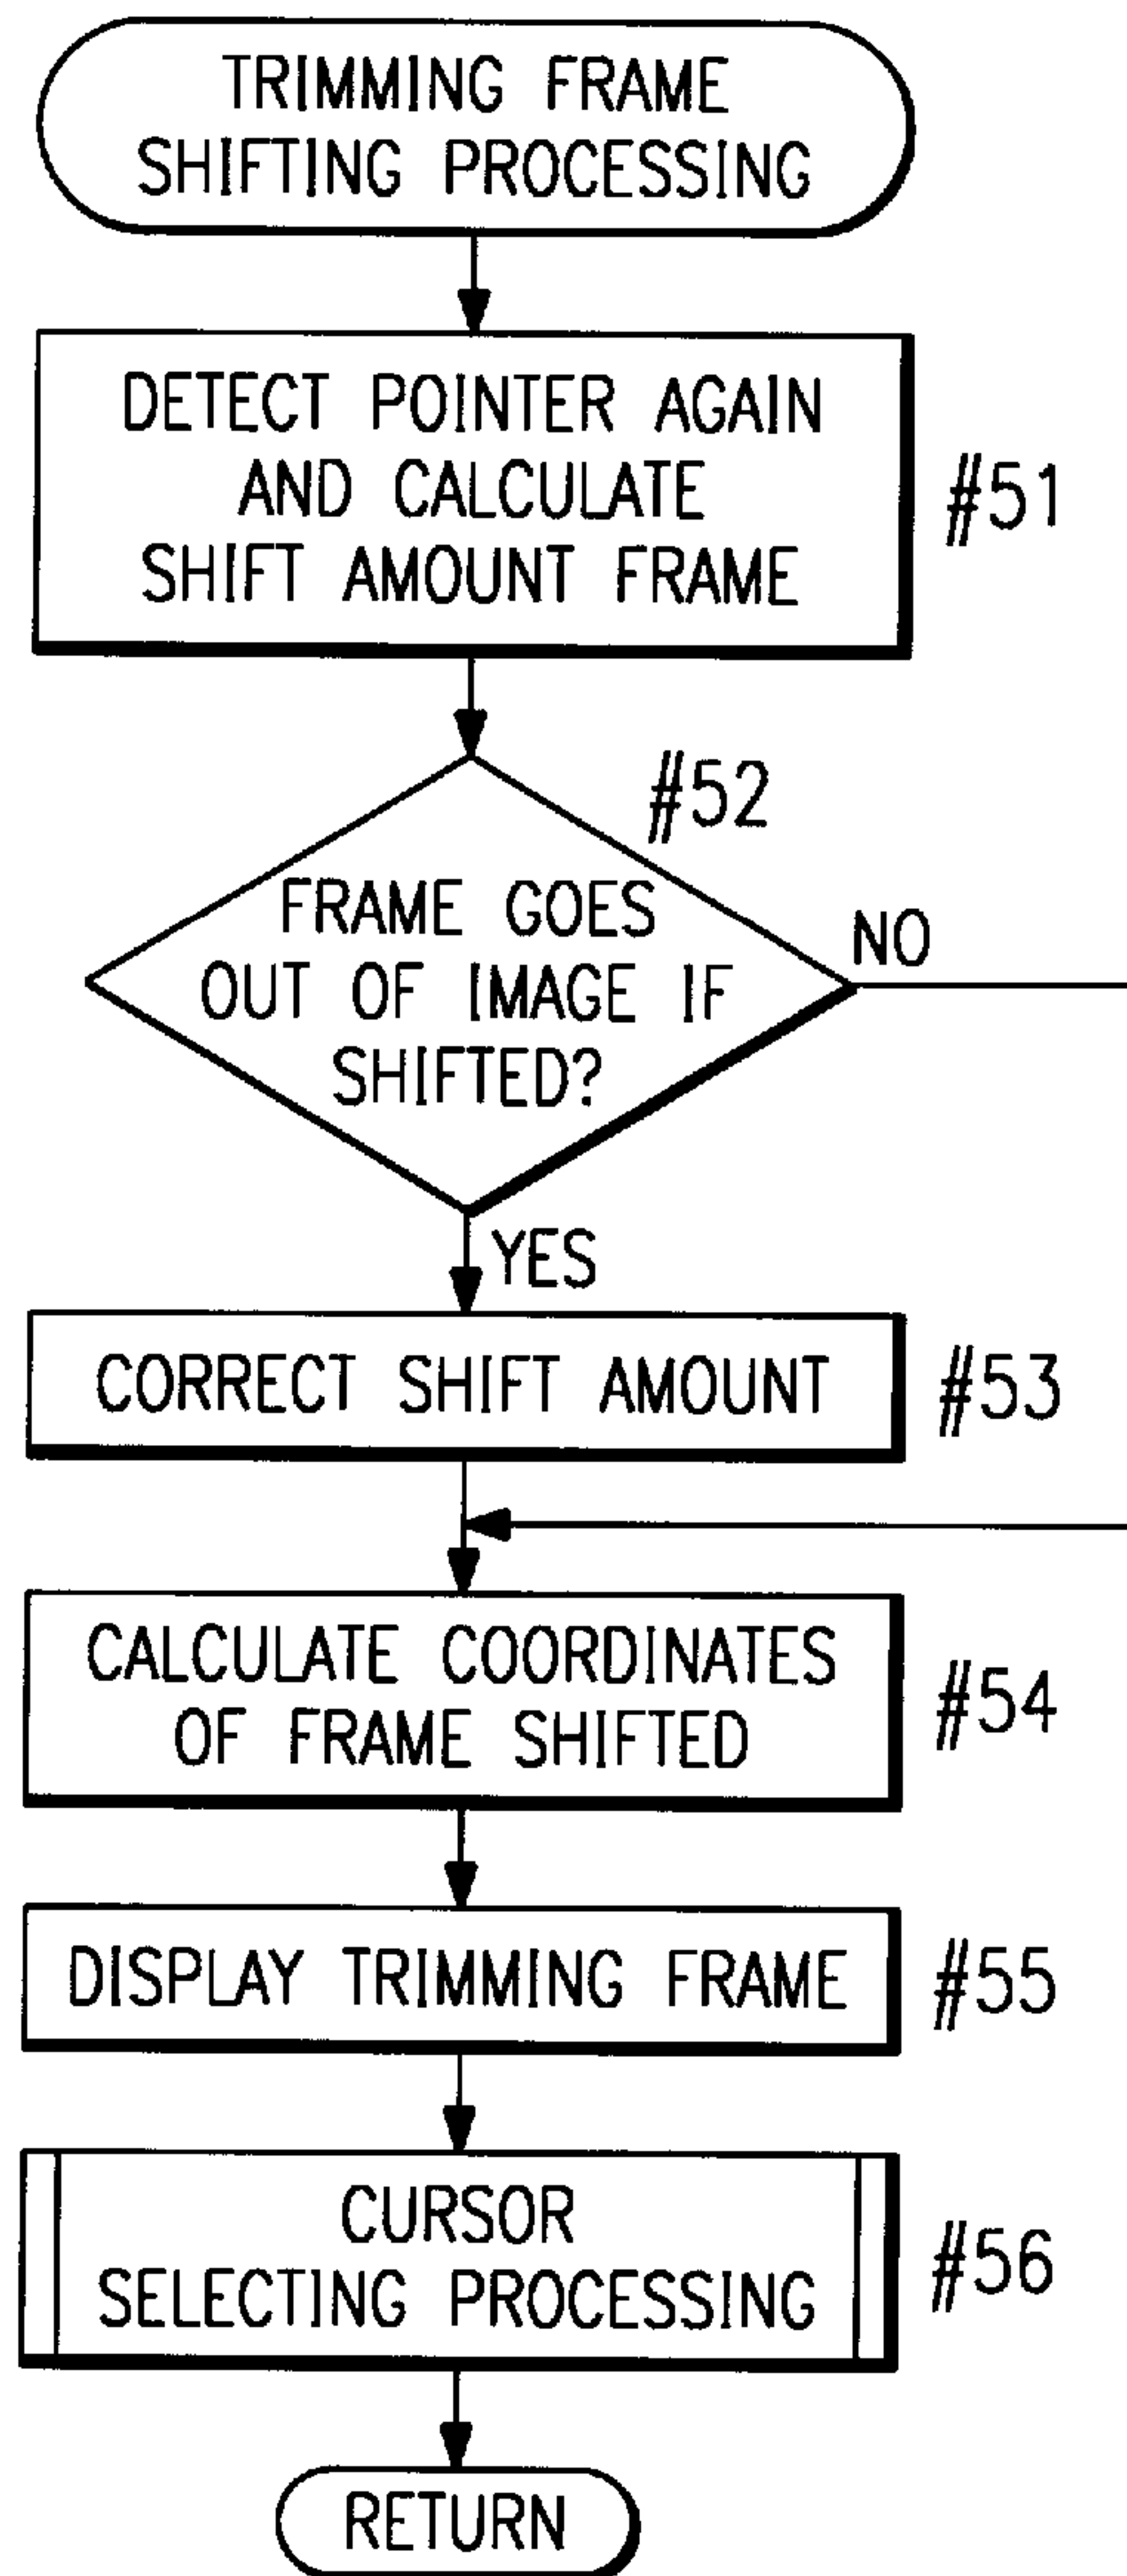 TRIMMING FRAME
SHIFTING PROCESSING
DETECT POINTER AGAIN
AND CALCULATE
SHIFT AMOUNT FRAME
#51
#52
FRAME GOES
OUT OF IMAGE IF
SHIFTED?
NO
YES
CORRECT SHIFT AMOUNT
#53
CALCULATE COORDINATES
OF FRAME SHIFTED
#54
DISPLAY TRIMMING FRAME
#55
CURSOR
SELECTING PROCESSING
#56
RETURN